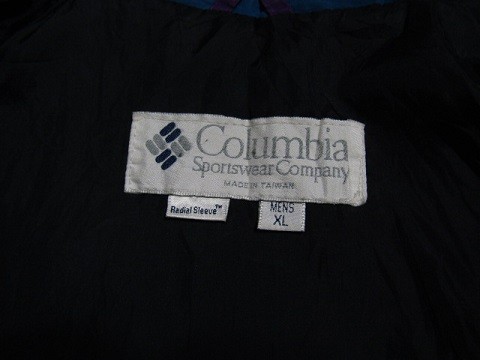 Columbia
Sportswear Company
MADE IN TAIWAN
Radial Sleeve™
MENS
XL